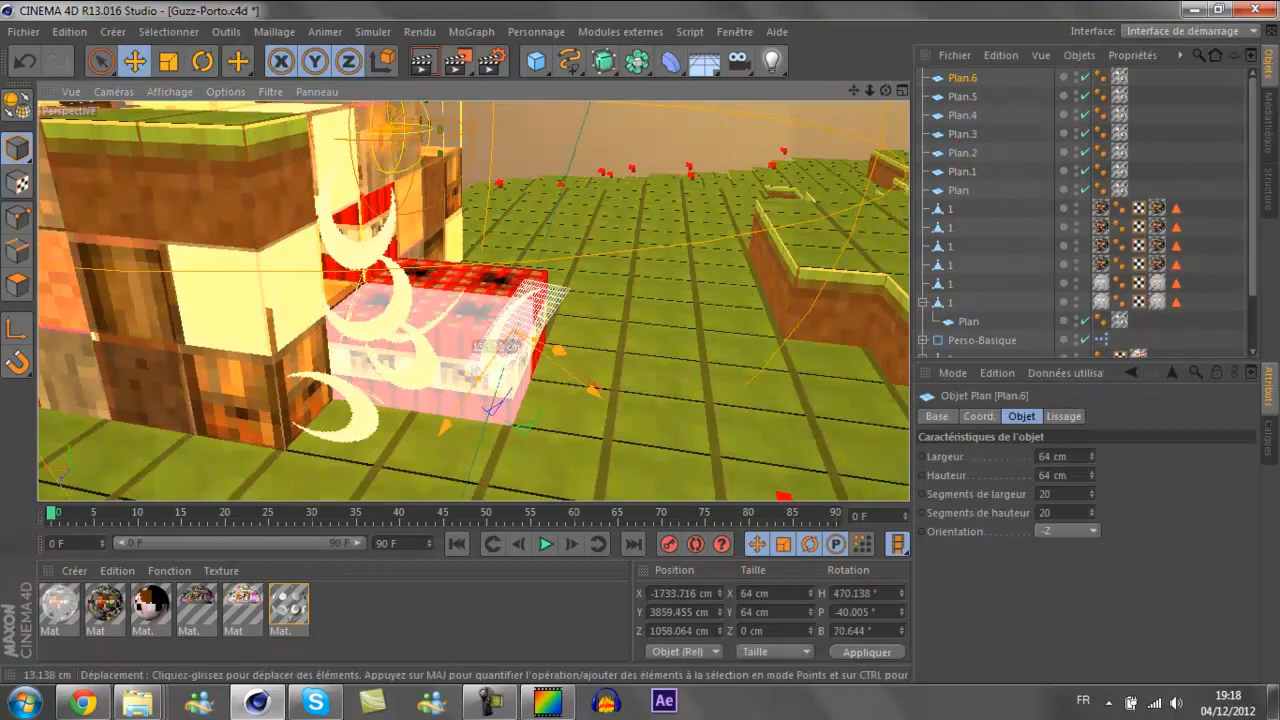 CINEMA 4D R13.016 Studio - [Guzz-Porto.c4d *]
Fichier Edition Créer Sélectionner Outils Maillage Animer Simuler Rendu MoGraph Personnage Modules externes Script Fenêtre Aide
Interface: Interface de démarrage
Fichier Edition Vue Objets Propriétés
Vue Caméras Affichage Options Filtre Panneau
Perspective
Plan.6
Plan.5
Plan.4
Plan.3
Plan.2
Plan.1
Plan
1
1
1
1
1
1
Plan
Perso-Basique
Objets
Médiathèque
Structure
Mode Edition Données utilisa
Objet Plan [Plan.6]
Base Coord. Objet Lissage
Caractéristiques de l'objet
Largeur 64 cm
Hauteur 64 cm
Segments de largeur 20
Segments de hauteur 20
Orientation -Z
Attributs
Calques
0 5 10 15 20 25 30 35 40 45 50 55 60 65 70 75 80 85 90 0 F
0 F 0 F 90 F 90 F
Créer Edition Fonction Texture
Mat Mat Mat. Mat. Mat Mat.
Position Taille Rotation
X -1733.716 cm X 64 cm H 470.138 °
Y 3859.455 cm Y 64 cm P -40.005 °
Z 1058.064 cm Z 0 cm B 70.644 °
Objet (Rel) Taille Appliquer
MAXON
CINEMA 4D
13.138 cm Déplacement : Cliquez-glissez pour déplacer des éléments. Appuyez sur MAJ pour quantifier l'opération/ajouter des éléments à la sélection en mode Points et sur CTRL pour
Ae
FR
19:18
04/12/2012